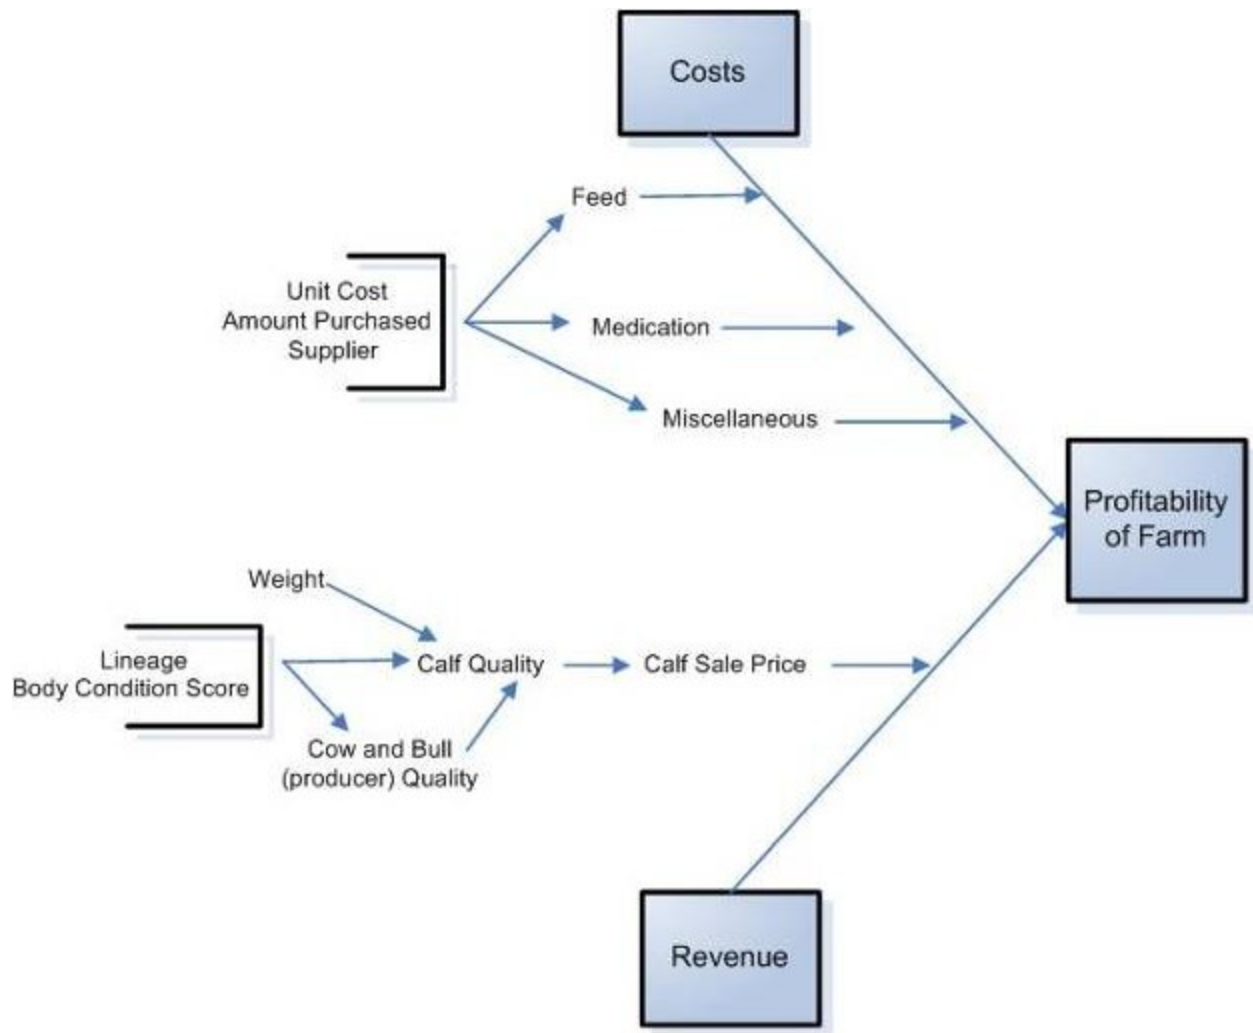 Costs
Feed
Unit Cost
Amount Purchased
Supplier
Medication
Miscellaneous
Profitability
of Farm
Weight
Lineage
Body Condition Score
Calf Quality
Calf Sale Price
Cow and Bull
(producer) Quality
Revenue